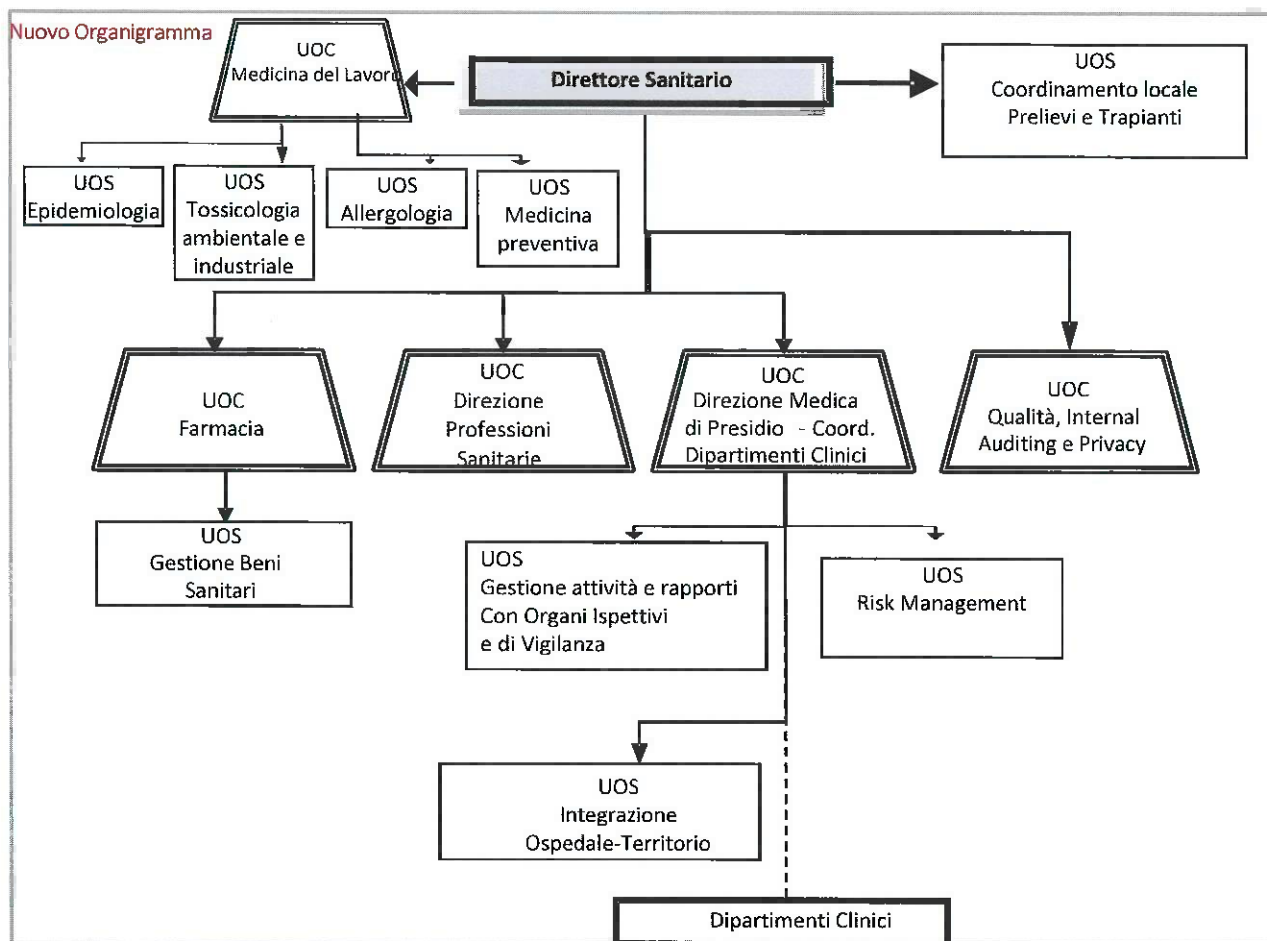 Nuovo Organigramma
UOC
Medicina del Lavoro
Direttore Sanitario
UOS
Coordinamento locale
Prelievi e Trapianti
UOS
Epidemiologia
UOS
Tossicologia
ambientale e
industriale
UOS
Allergologia
UOS
Medicina
preventiva
UOC
Farmacia
UOC
Direzione
Professioni
Sanitarie
UOC
Direzione Medica
di Presidio - Coord.
Dipartimenti Clinici
UOC
Qualità, Internal
Auditing e Privacy
UOS
Gestione Beni
Sanitari
UOS
Gestione attività e rapporti
Con Organi Ispettivi
e di Vigilanza
UOS
Risk Management
UOS
Integrazione
Ospedale-Territorio
Dipartimenti Clinici